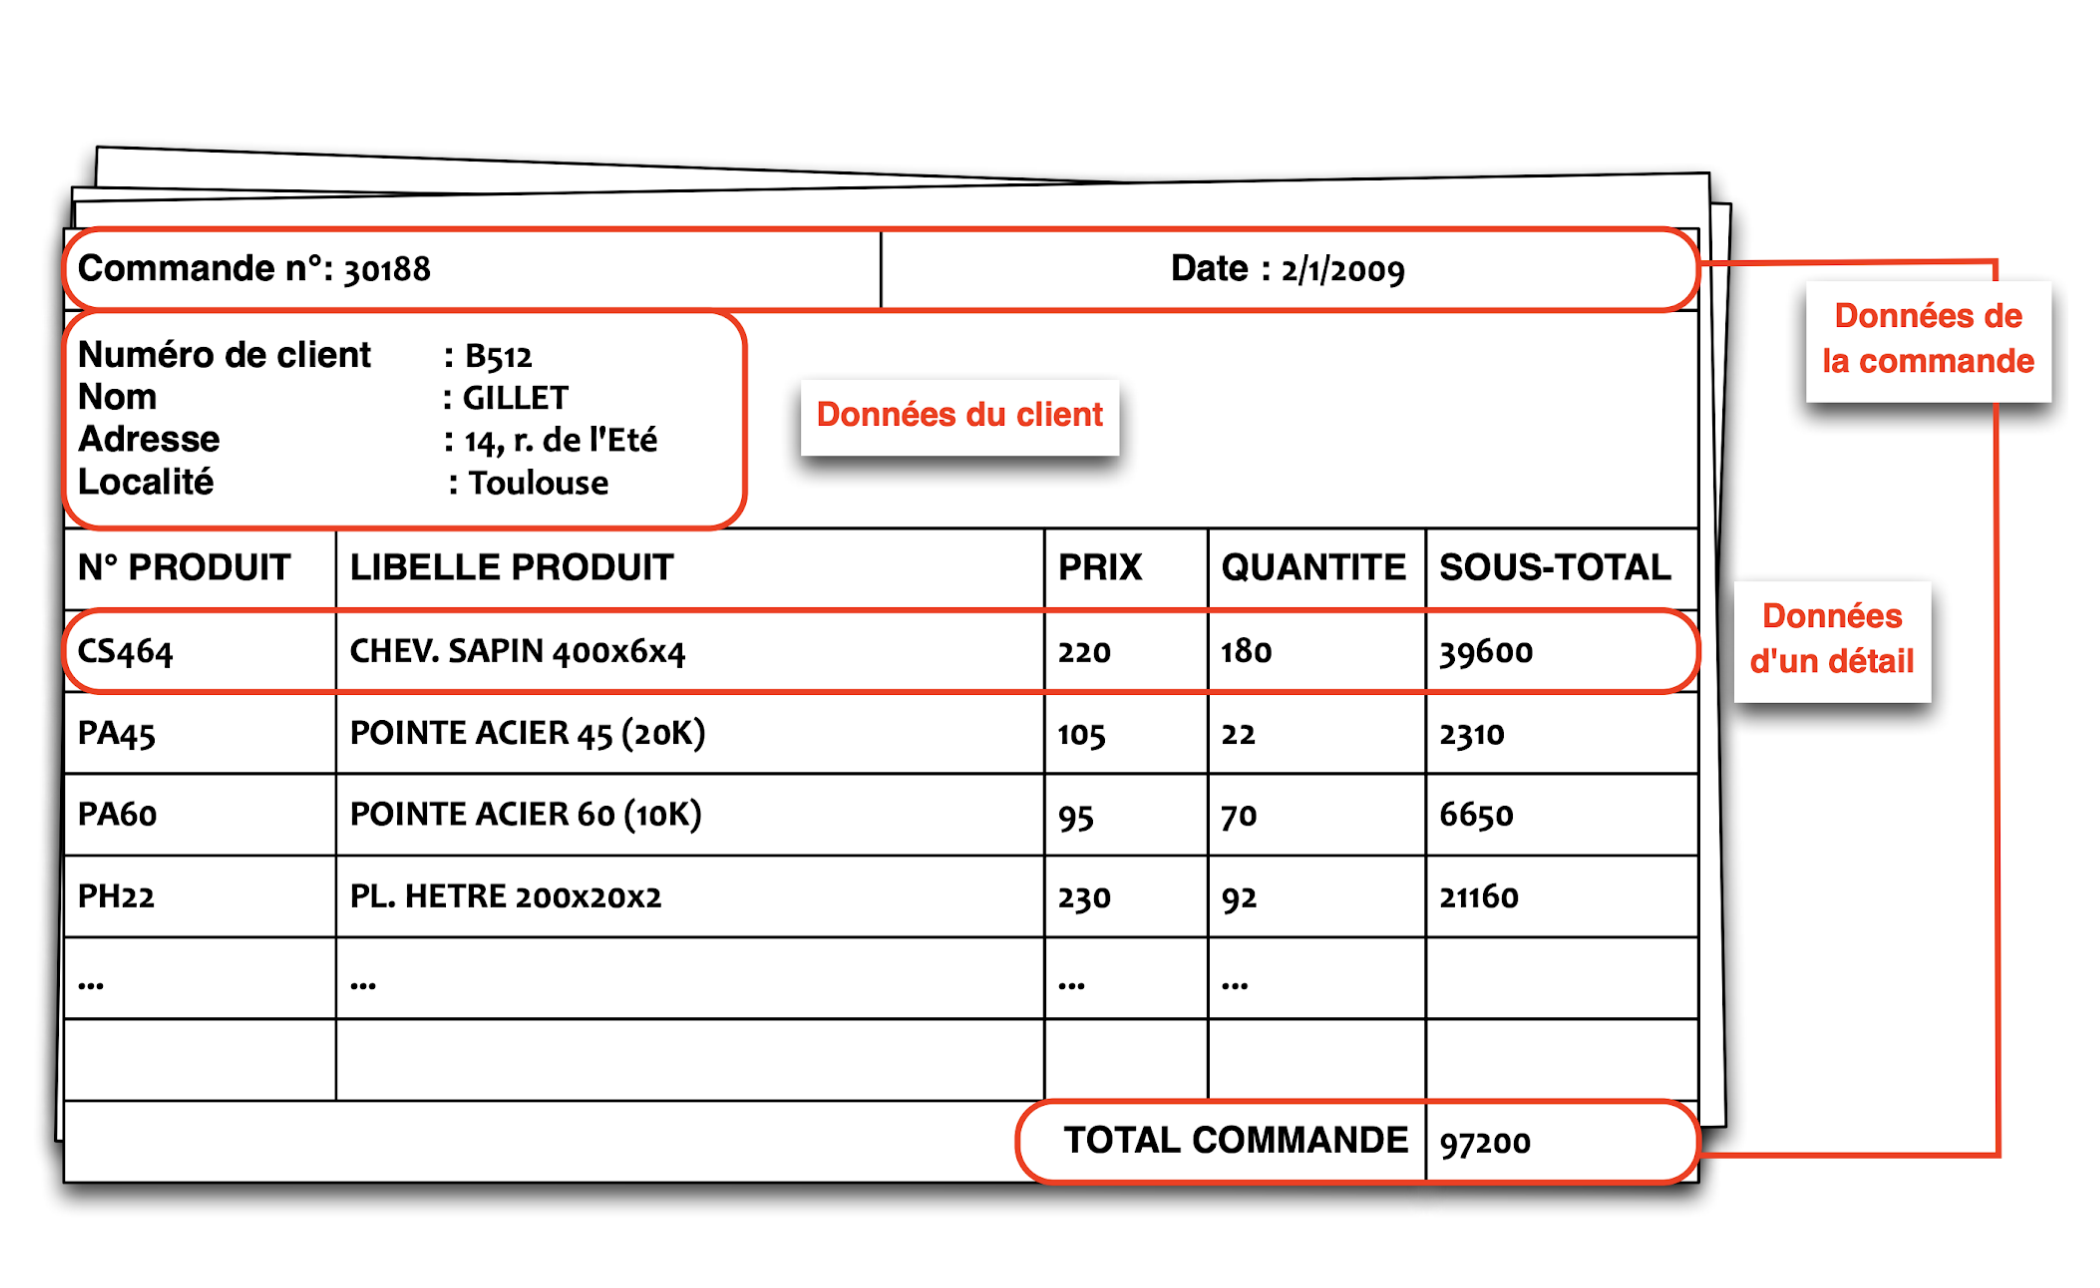 Commande n°: 30188 Date : 2/1/2009
Données de
la commande
Numéro de client : B512
Nom : GILLET
Adresse : 14, r. de l'Eté
Localité : Toulouse
Données du client
N° PRODUIT LIBELLE PRODUIT PRIX QUANTITE SOUS-TOTAL
CS464 CHEV. SAPIN 400x6x4 220 180 39600
Données
d'un détail
PA45 POINTE ACIER 45 (20K) 105 22 2310
PA60 POINTE ACIER 60 (10K) 95 70 6650
PH22 PL. HETRE 200x20x2 230 92 21160
... ... ... ...
TOTAL COMMANDE 97200